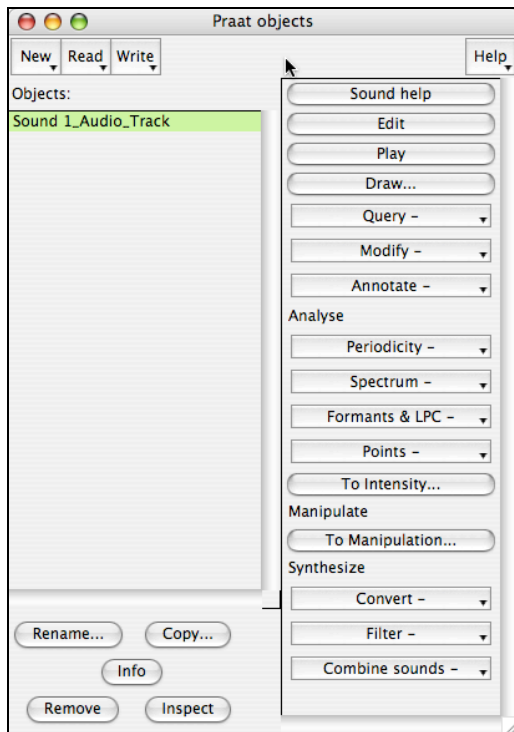 Praat objects
New Read Write Help
Objects:
Sound 1_Audio_Track
Sound help
Edit
Play
Draw...
Query –
Modify –
Annotate –
Analyse
Periodicity –
Spectrum –
Formants & LPC –
Points –
To Intensity...
Manipulate
To Manipulation...
Synthesize
Convert –
Filter –
Combine sounds –
Rename... Copy...
Info
Remove Inspect